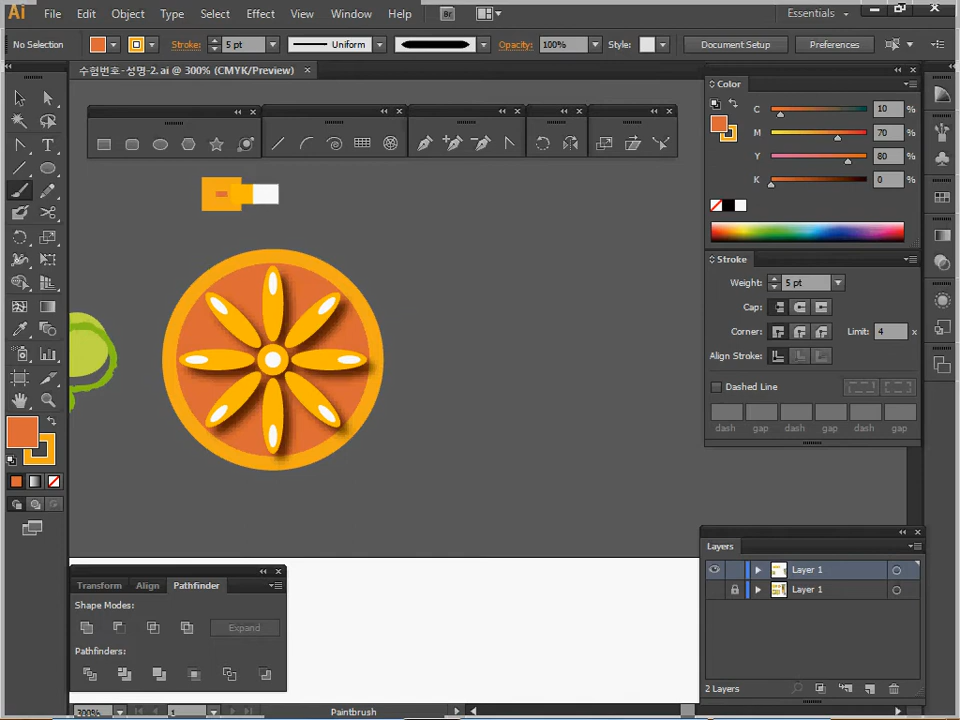 Ai File Edit Object Type Select Effect View Window Help Br Essentials
No Selection Stroke: 5 pt Uniform Opacity: 100% Style: Document Setup Preferences
수험번호-성명-2.ai @ 300% (CMYK/Preview) ×
Color
C 10 %
M 70 %
Y 80 %
K 0 %
Stroke
Weight: 5 pt
Cap:
Corner: Limit: 4 x
Align Stroke:
Dashed Line
dash gap dash gap dash gap
Layers
Layer 1
Layer 1
2 Layers
Transform Align Pathfinder
Shape Modes:
Expand
Pathfinders:
300% 1 Paintbrush